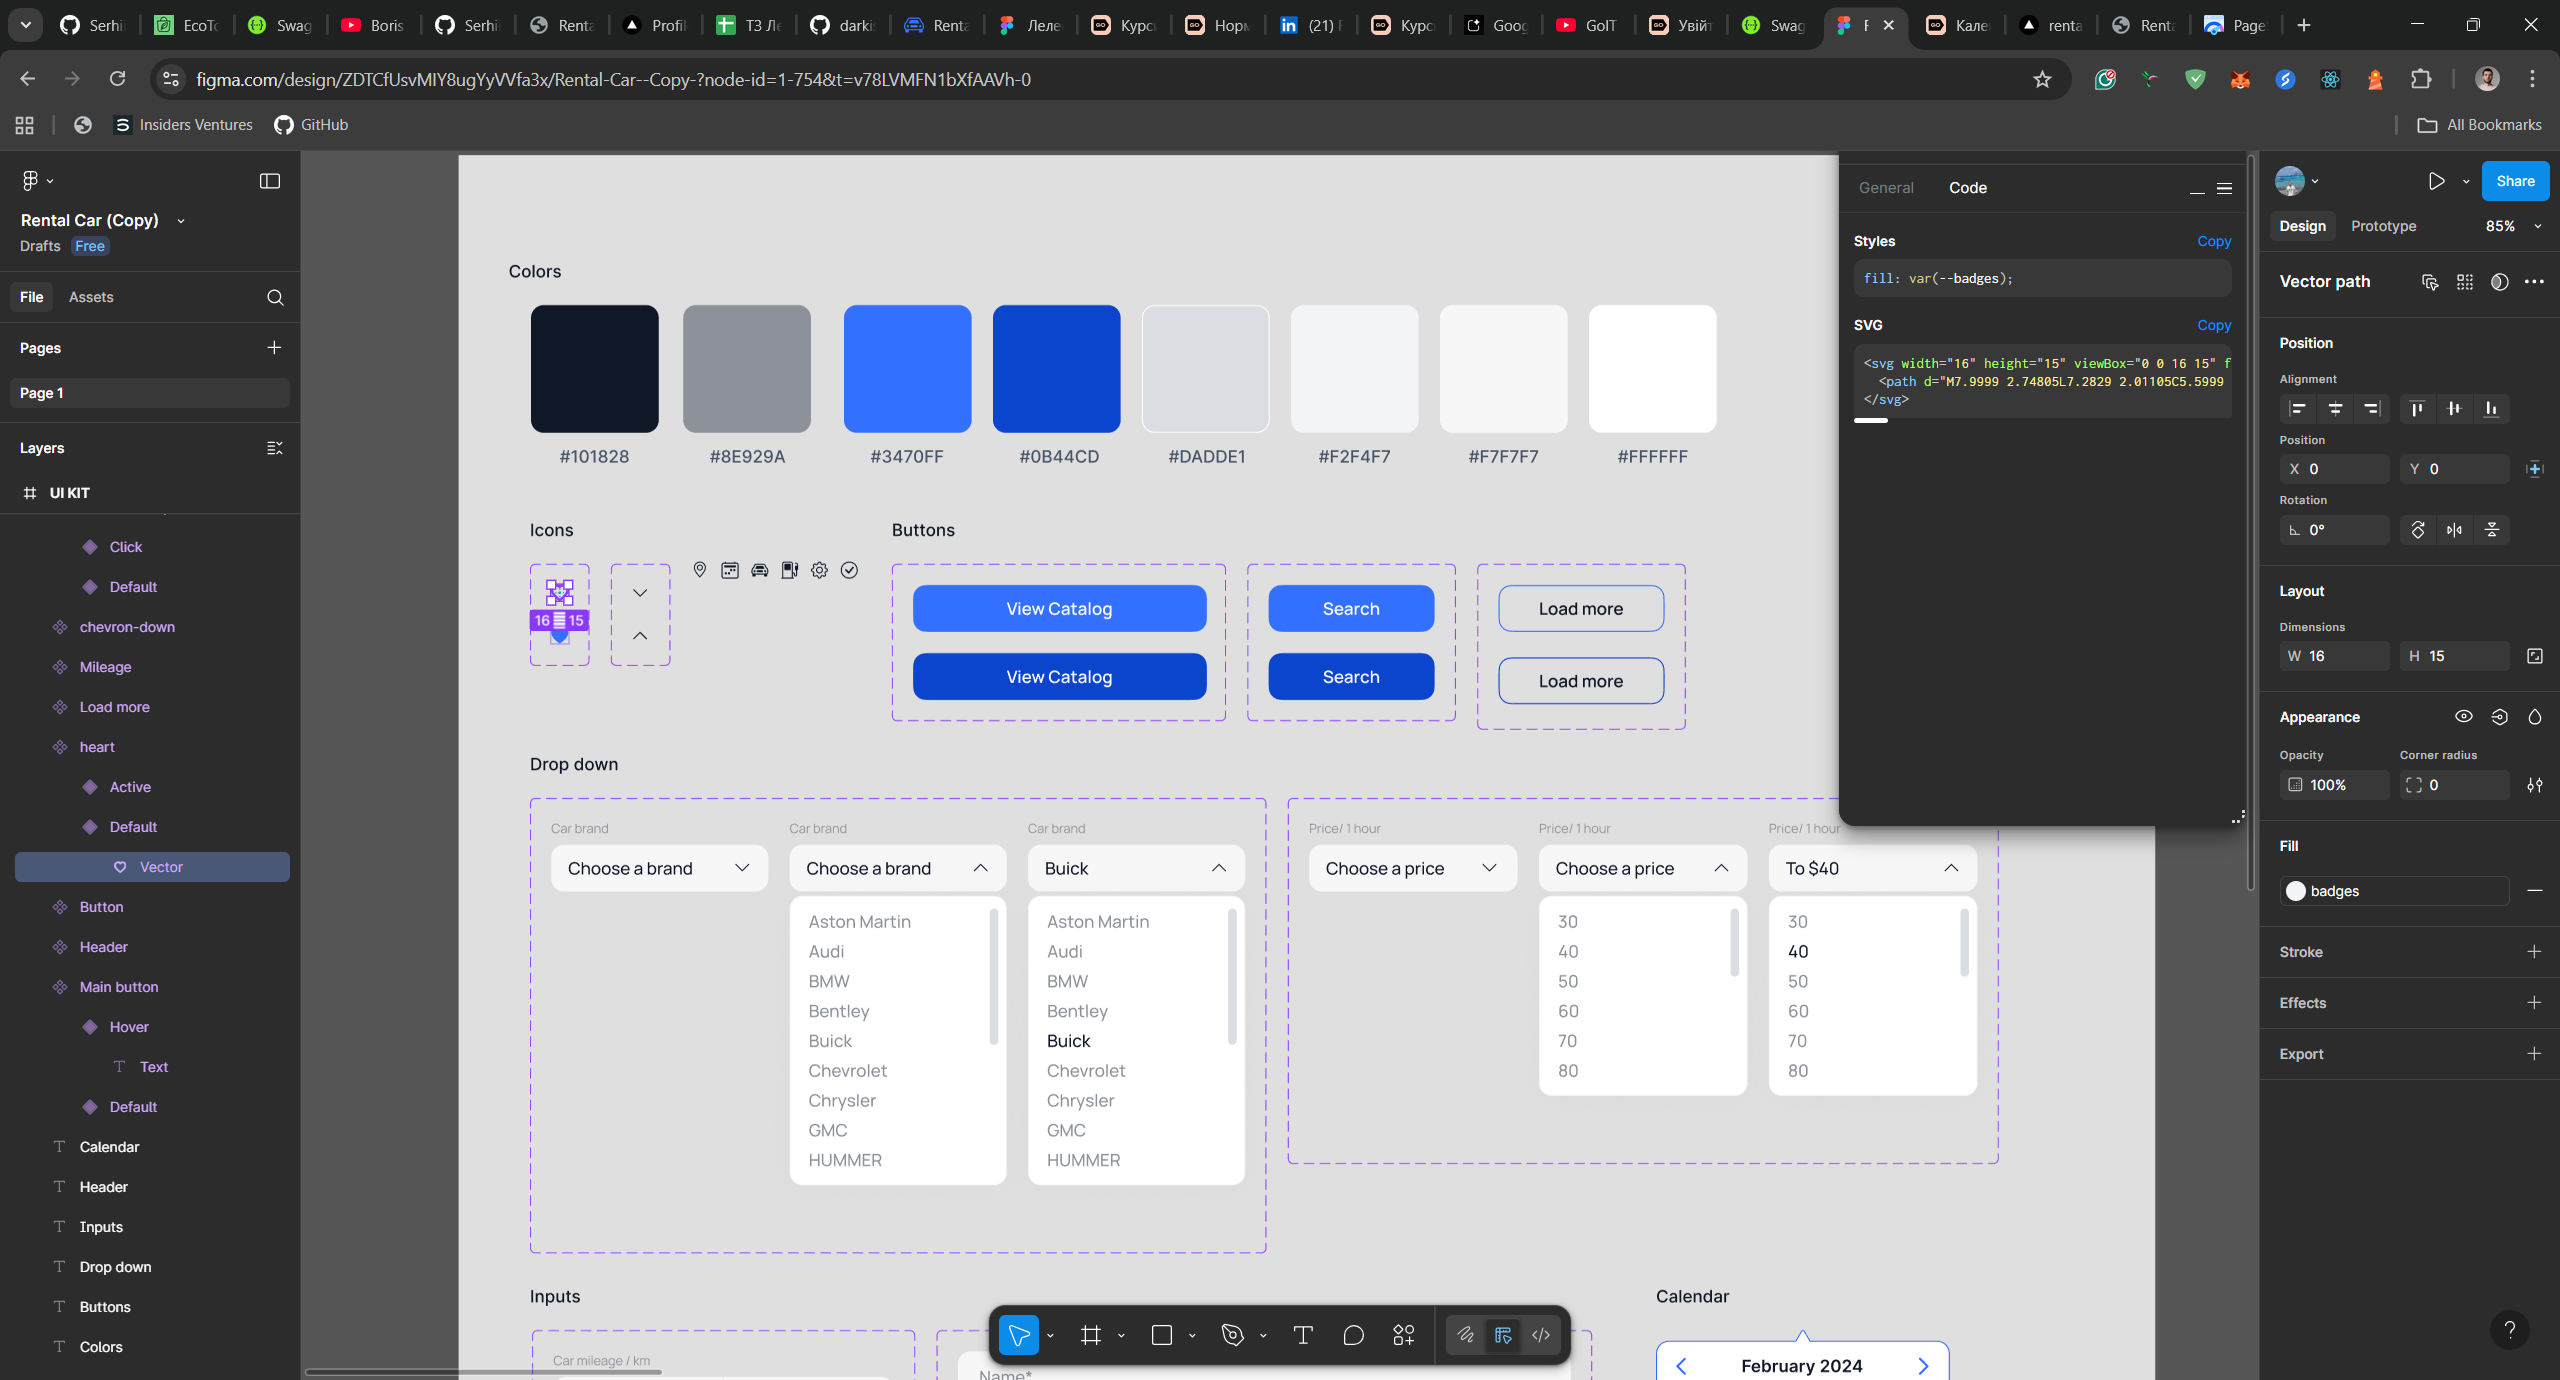 Serhi
EcoTo
Swag
Boris
Serhi
Renta
Profil
ТЗ Ле
darki
Renta
Леле
Курс
Норм
(21) F
Курс
Goog
GoIT
Увій
Swag
F
Кале
renta
Renta
Page
figma.com/design/ZDTCfUsvMIY8ugYyVVfa3x/Rental-Car--Copy-?node-id=1-754&t=v78LVMFN1bXfAAVh-0
Insiders Ventures
GitHub
All Bookmarks
Rental Car (Copy)
Drafts
Free
File
Assets
Pages
Page 1
Layers
UI KIT
Click
Default
chevron-down
Mileage
Load more
heart
Active
Default
Vector
Button
Header
Main button
Hover
Text
Default
Calendar
Header
Inputs
Drop down
Buttons
Colors
Colors
#101828
#8E929A
#3470FF
#0B44CD
#DADDE1
#F2F4F7
#F7F7F7
#FFFFFF
Icons
16
15
Buttons
View Catalog
Search
Load more
View Catalog
Search
Load more
Drop down
Car brand
Choose a brand
Car brand
Choose a brand
Aston Martin
Audi
BMW
Bentley
Buick
Chevrolet
Chrysler
GMC
HUMMER
Car brand
Buick
Aston Martin
Audi
BMW
Bentley
Buick
Chevrolet
Chrysler
GMC
HUMMER
Price/ 1 hour
Choose a price
Price/ 1 hour
Choose a price
30
40
50
60
70
80
Price/ 1 hour
To $40
30
40
50
60
70
80
Inputs
Car mileage / km
Name*
Calendar
February 2024
General
Code
Styles
Copy
fill: var(--badges);
SVG
Copy
<svg width="16" height="15" viewBox="0 0 16 15" f
<path d="M7.9999 2.74805L7.2829 2.01105C5.5999
</svg>
Share
Design
Prototype
85%
Vector path
Position
Alignment
Position
X 0
Y 0
Rotation
0°
Layout
Dimensions
W 16
H 15
Appearance
Opacity
Corner radius
100%
0
Fill
badges
Stroke
Effects
Export
?